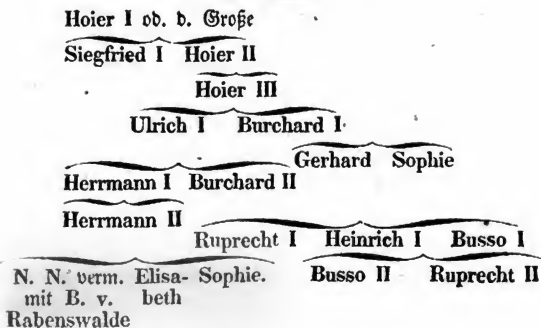 Hoier I od. d. Große
Siegfried I Hoier II
Hoier III
Ulrich I Burchard I
Gerhard Sophie
Herrmann I Burchard II
Herrmann II
Ruprecht I Heinrich I Busso I
N. N. verm. Elisa- Sophie. Busso II Ruprecht II
mit B. v. beth
Rabenswalde